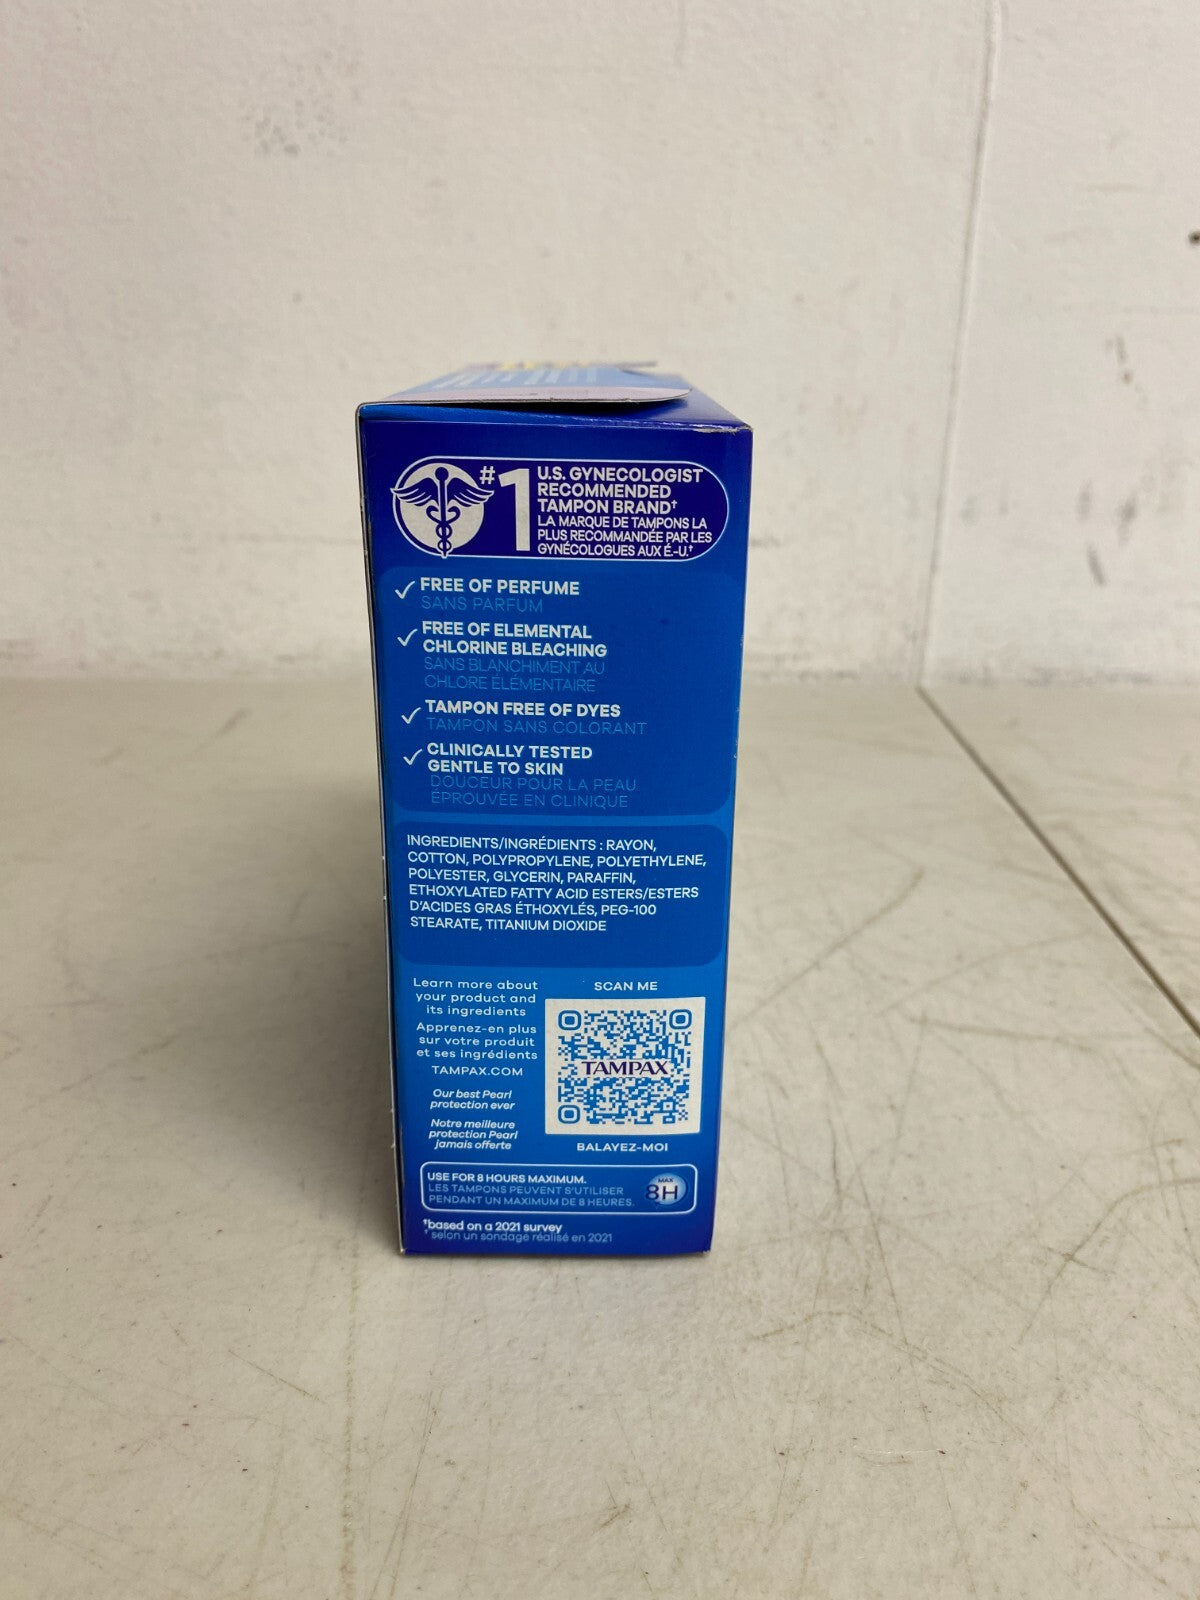 #1
U.S. GYNECOLOGIST
RECOMMENDED
TAMPON BRAND†
LA MARQUE DE TAMPONS LA
PLUS RECOMMANDÉE PAR LES
GYNÉCOLOGUES AUX É.-U.†
FREE OF PERFUME
SANS PARFUM
FREE OF ELEMENTAL
CHLORINE BLEACHING
SANS BLANCHIMENT AU
CHLORE ÉLÉMENTAIRE
TAMPON FREE OF DYES
TAMPON SANS COLORANT
CLINICALLY TESTED
GENTLE TO SKIN
DOUCEUR POUR LA PEAU
ÉPROUVÉE EN CLINIQUE
INGREDIENTS/INGRÉDIENTS : RAYON,
COTTON, POLYPROPYLENE, POLYETHYLENE,
POLYESTER, GLYCERIN, PARAFFIN,
ETHOXYLATED FATTY ACID ESTERS/ESTERS
D'ACIDES GRAS ÉTHOXYLÉS, PEG-100
STEARATE, TITANIUM DIOXIDE
Learn more about
your product and
its ingredients
Apprenez-en plus
sur votre produit
et ses ingrédients
TAMPAX.COM
Our best Pearl
protection ever
Notre meilleure
protection Pearl
jamais offerte
SCAN ME
TAMPAX
BALAYEZ-MOI
USE FOR 8 HOURS MAXIMUM.
LES TAMPONS PEUVENT S'UTILISER
PENDANT UN MAXIMUM DE 8 HEURES.
MAX
8H
†based on a 2021 survey
† selon un sondage réalisé en 2021